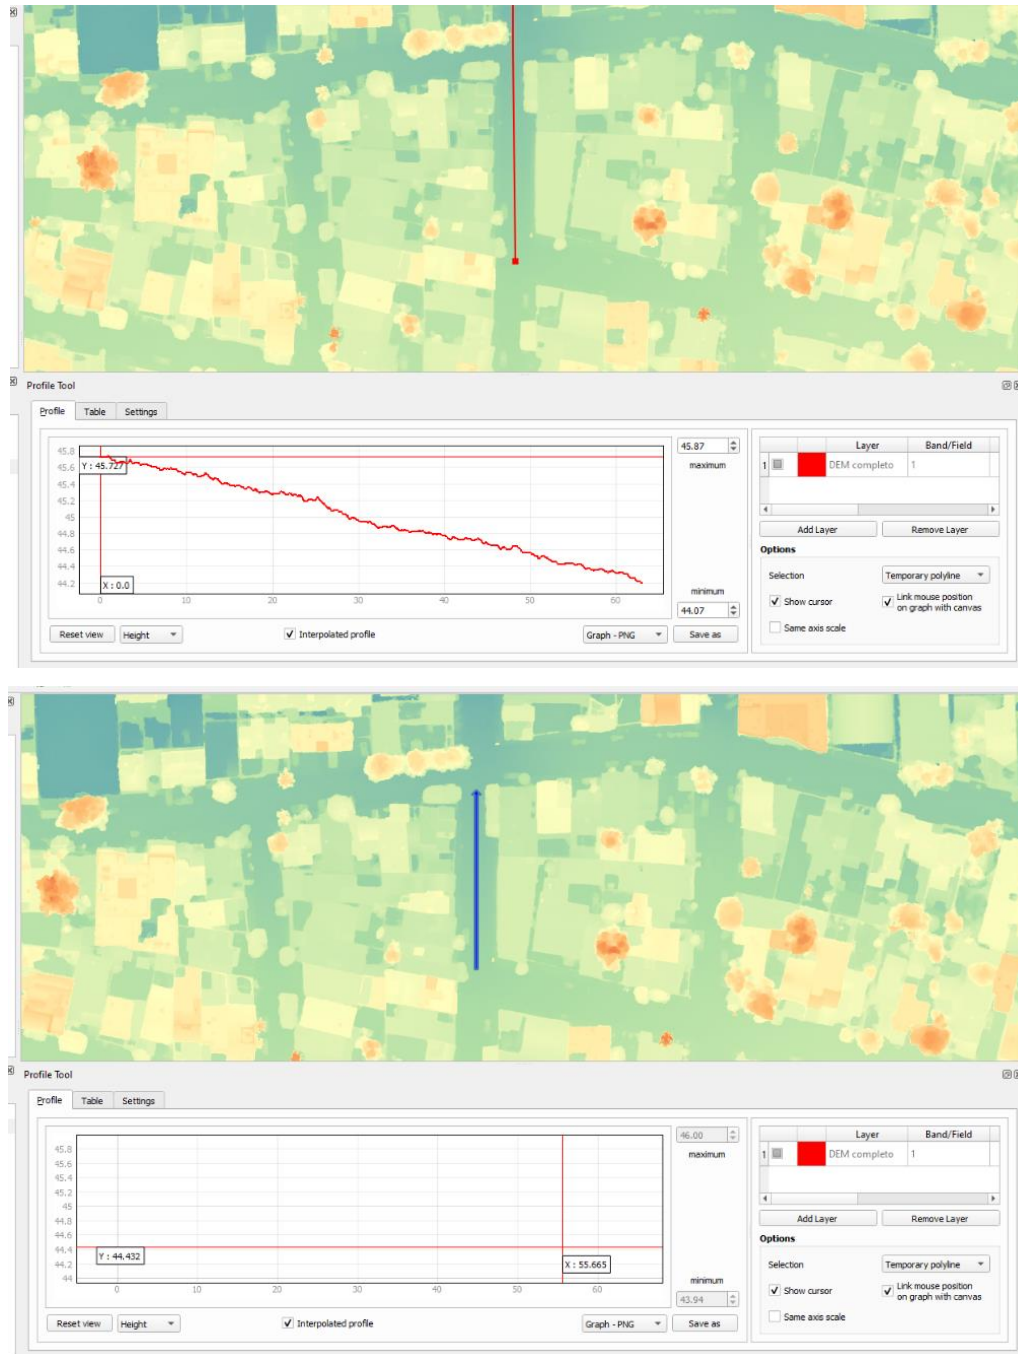 Profile Tool
Profile Table Settings
45.8
45.6
45.4
45.2
45
44.8
44.6
44.4
44.2
Y : 45.727
X : 0.0
0 10 20 30 40 50 60
45.87
maximum
minimum
44.07
Layer Band/Field
1 DEM completo 1
Add Layer Remove Layer
Options
Selection Temporary polyline
Show cursor
Link mouse position
on graph with canvas
Same axis scale
Reset view Height Interpolated profile Graph - PNG Save as
Profile Tool
Profile Table Settings
45.8
45.6
45.4
45.2
45
44.8
44.6
44.4
44.2
44
Y : 44.432
X : 55.665
0 10 20 30 40 50 60
46.00
maximum
minimum
43.94
Layer Band/Field
1 DEM completo 1
Add Layer Remove Layer
Options
Selection Temporary polyline
Show cursor
Link mouse position
on graph with canvas
Same axis scale
Reset view Height Interpolated profile Graph - PNG Save as